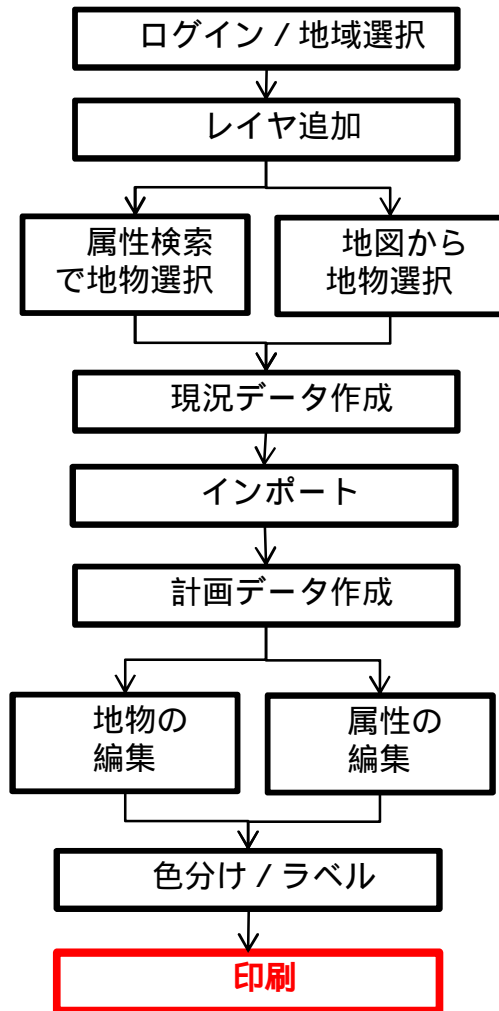 ログイン / 地域選択
レイヤ追加
属性検索
で地物選択
地図から
地物選択
現況データ作成
インポート
計画データ作成
地物の
編集
属性の
編集
色分け / ラベル
印刷